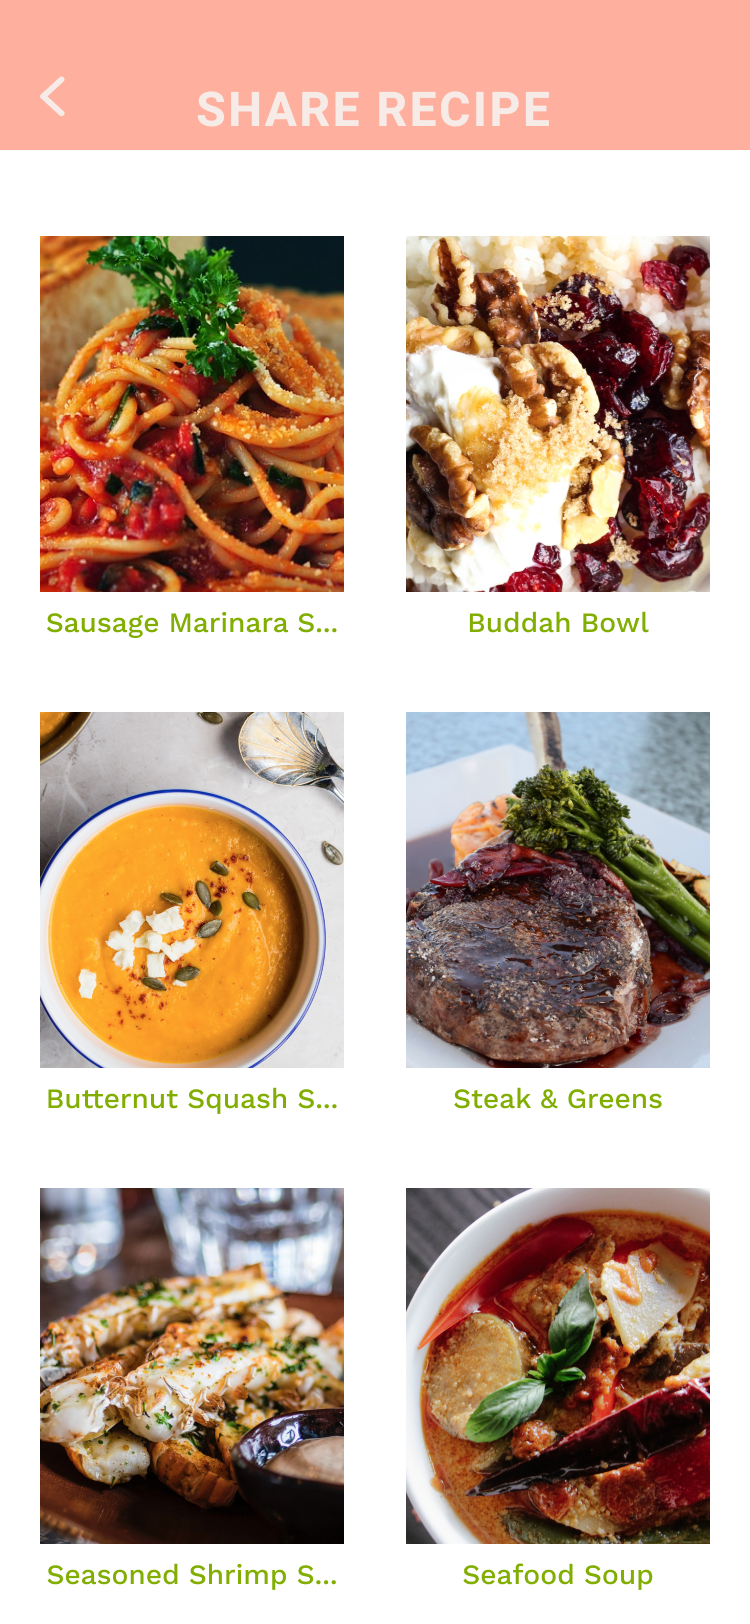 SHARE RECIPE
Sausage Marinara S...
Buddah Bowl
Butternut Squash S...
Steak & Greens
Seasoned Shrimp S...
Seafood Soup